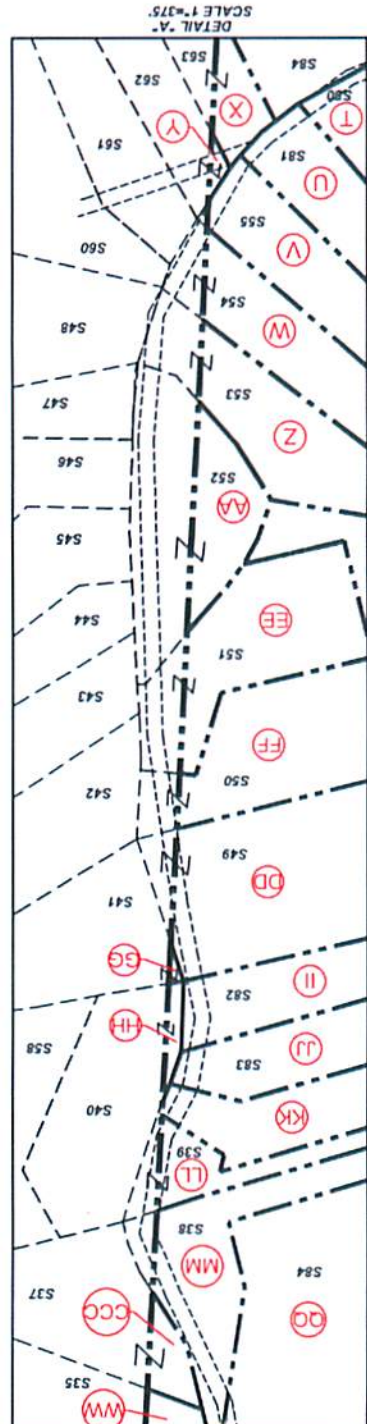 WW
S35
QQ
CCC
S37
S84
MM
S38
LL
S39
KK
S40
S83
S58
JJ
HH
II
S82
GG
S41
DD
S49
S42
S50
FF
S43
S51
EE
S44
S45
AA
S52
S46
Z
S47
S53
W
S48
S54
V
S60
S55
U
S81
S61
Y
T
X
S80
S62
S84
S63
DETAIL "A"
SCALE 1"=375'